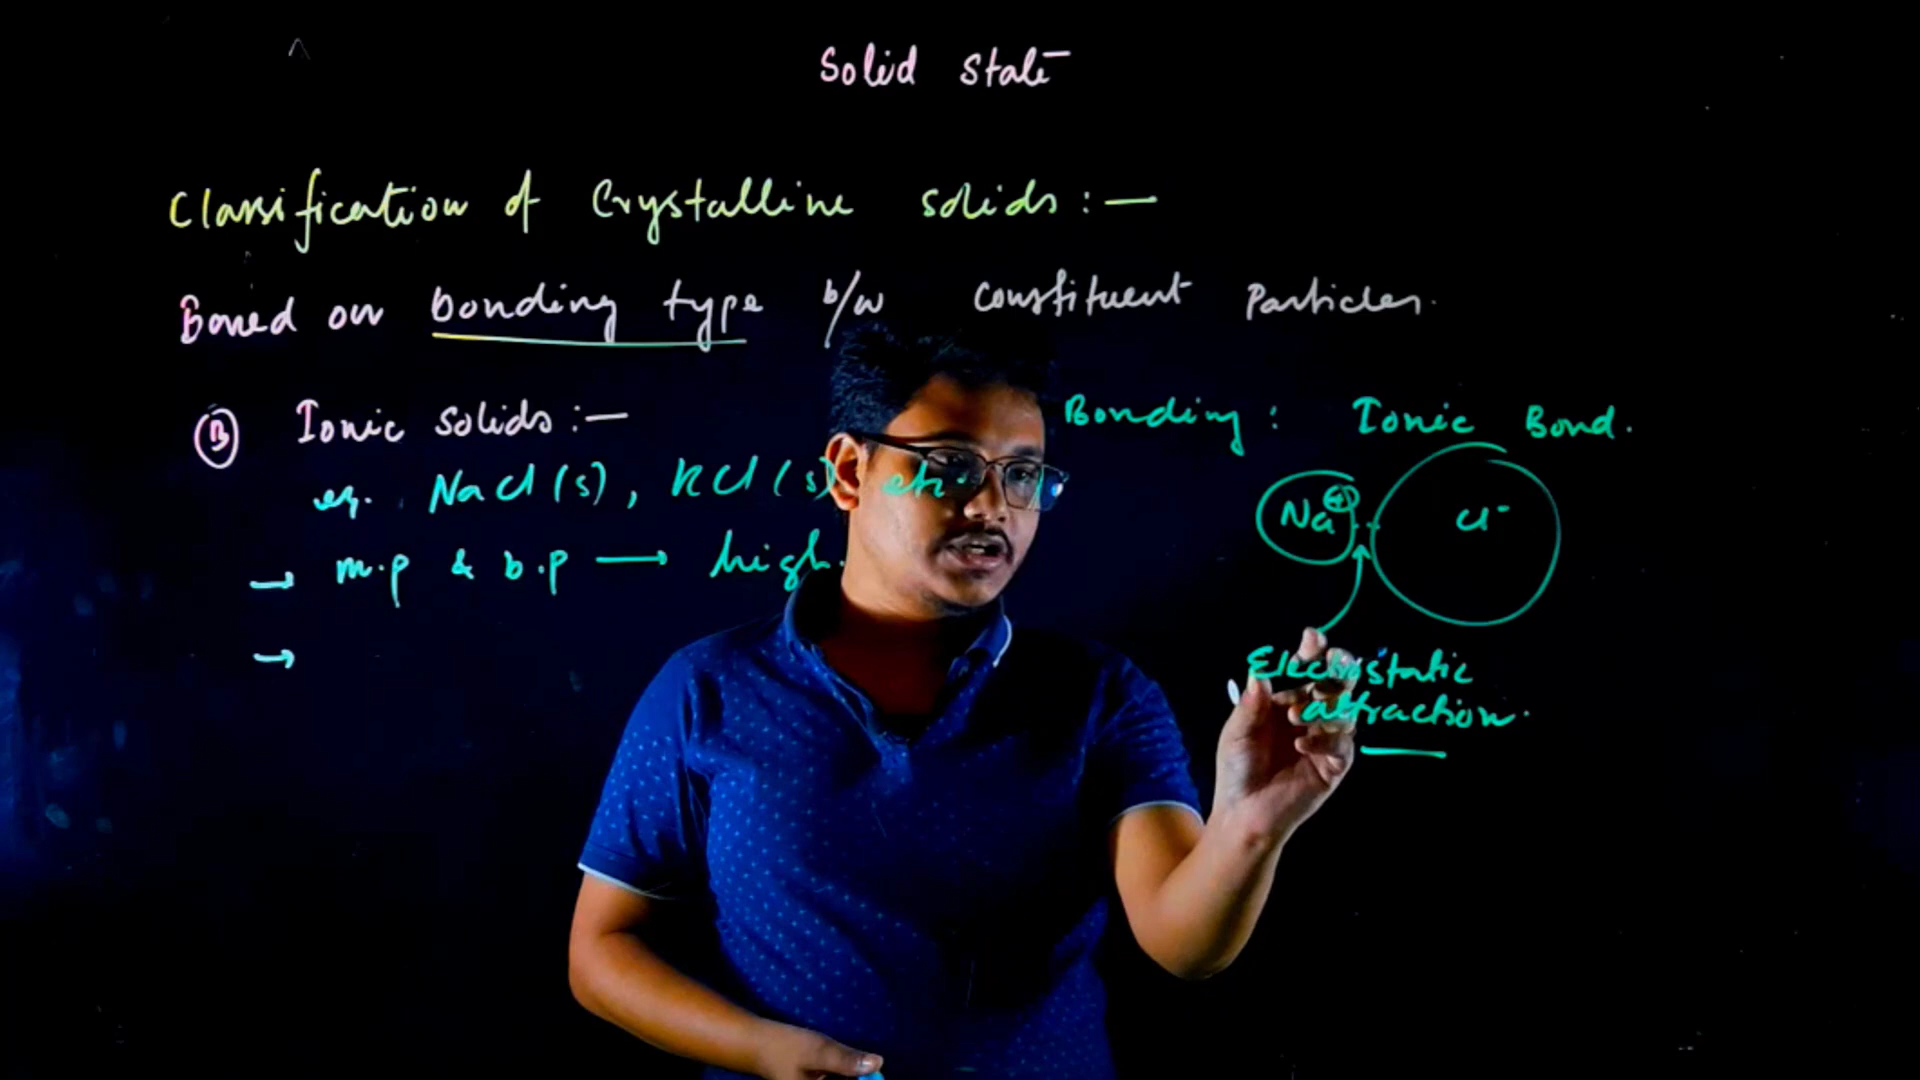 Solid State
Classification of Crystalline solids :—
Based on bonding type b/w constituent Particles.
B Ionic Solids :—
eg. NaCl (s), KCl (s) etc.
→ m.p & b.p → high.
→
Bonding : Ionic Bond.
Na⊕ -- Cl⁻
Electrostatic
attraction.